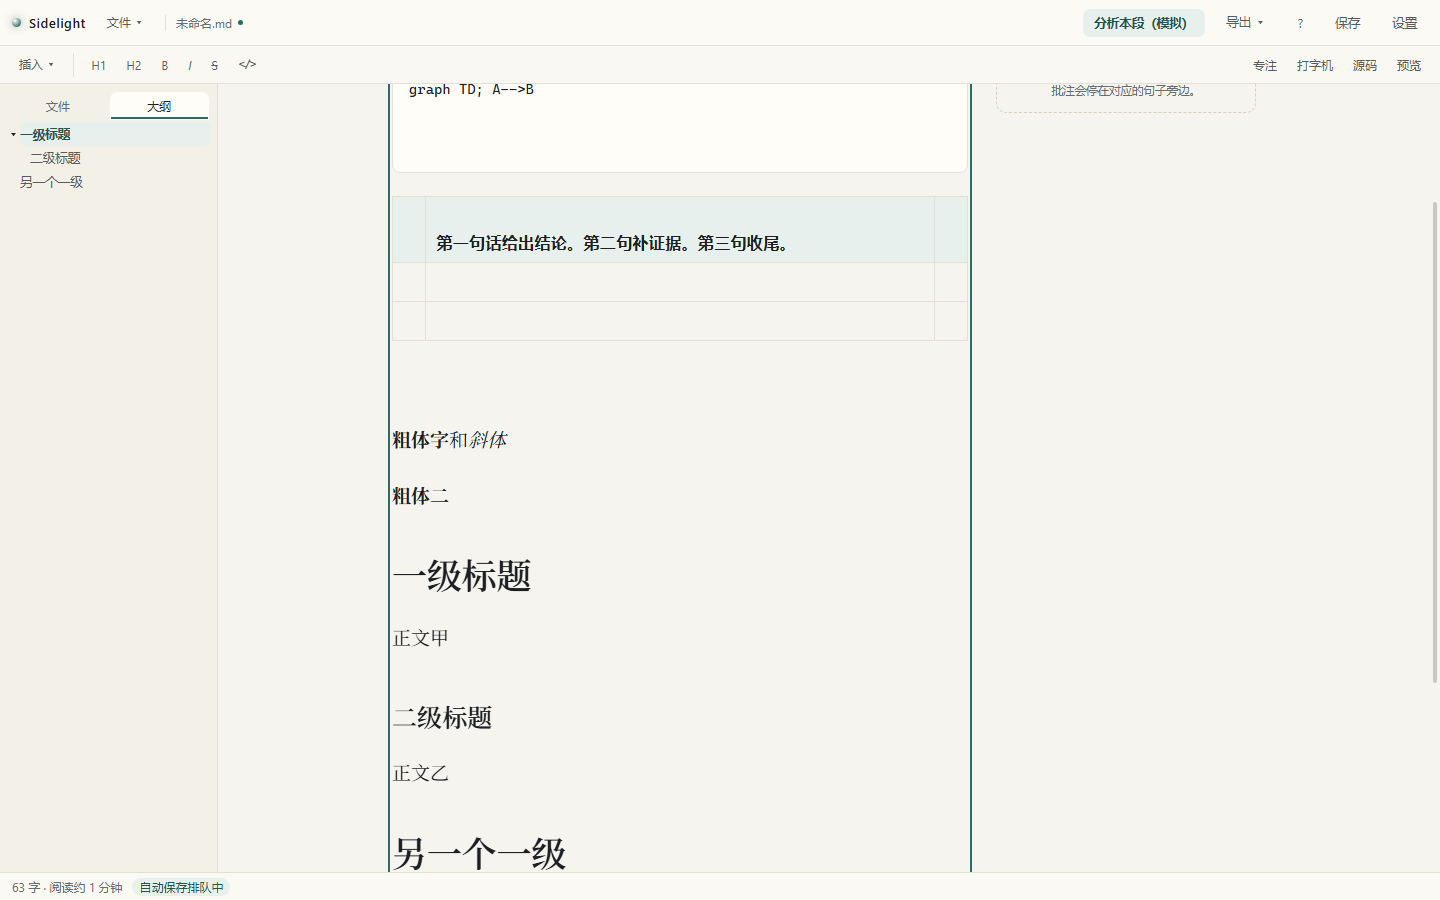 Sidelight 文件 ▾ 未命名.md ● 分析本段（模拟） 导出 ▾ ? 保存 设置
插入 ▾ H1 H2 B I S </> 专注 打字机 源码 预览
文件 大纲
▾ 一级标题
二级标题
另一个一级
graph TD; A-->B
批注会停在对应的句子旁边。
第一句话给出结论。第二句补证据。第三句收尾。
粗体字和斜体
粗体二
一级标题
正文甲
二级标题
正文乙
另一个一级
63 字 · 阅读约 1 分钟 自动保存排队中